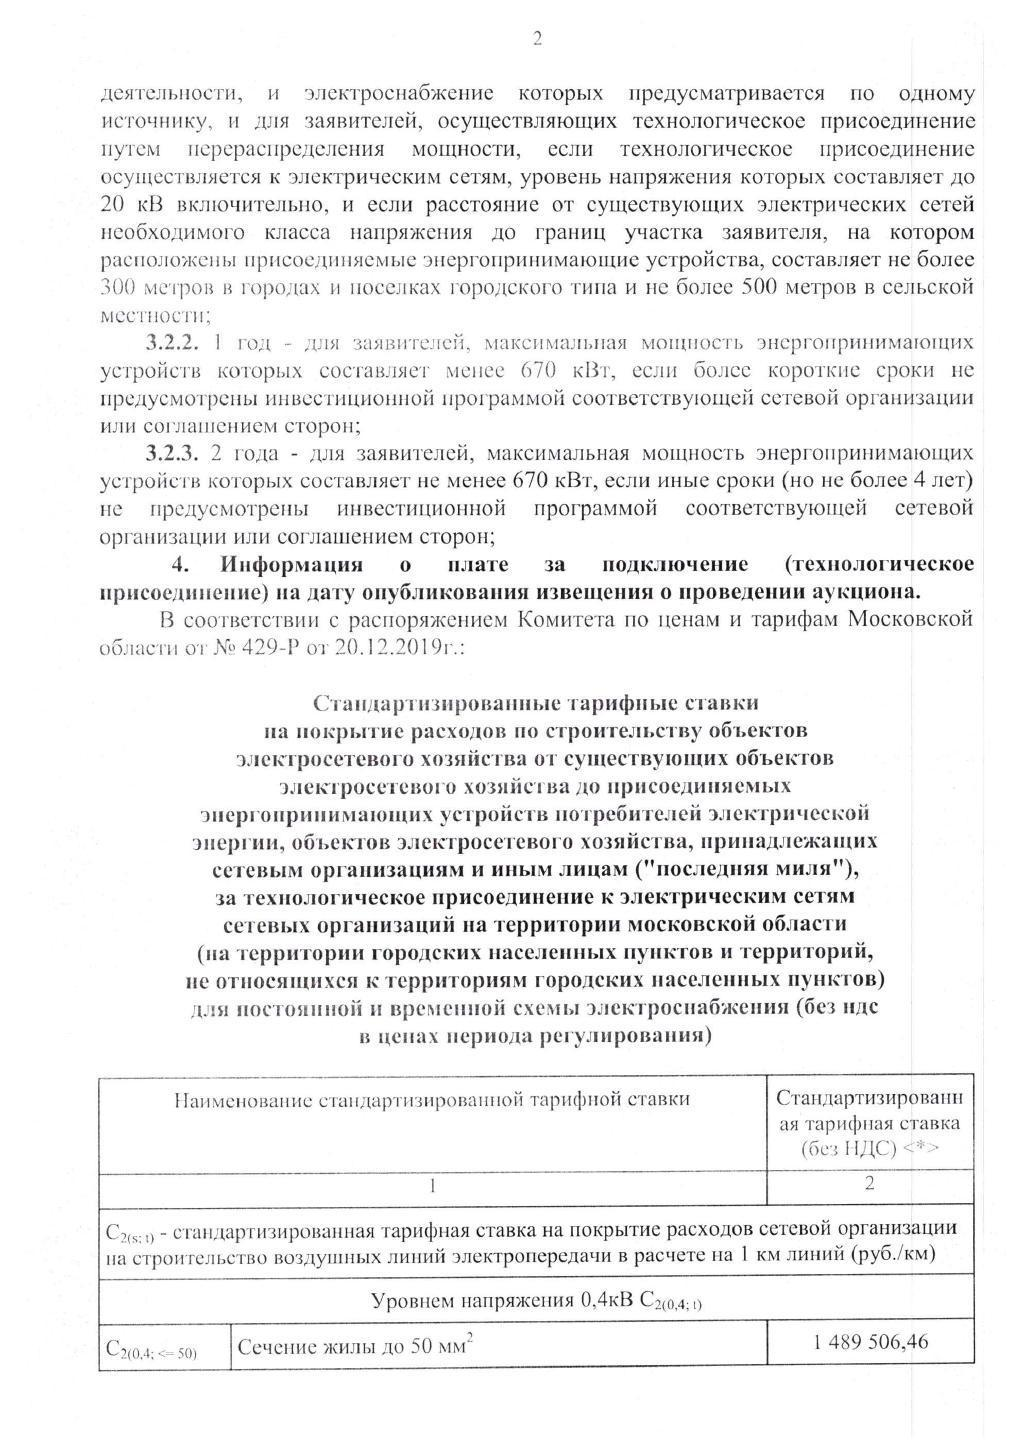 2
деятельности, и электроснабжение которых предусматривается по одному
источнику, и для заявителей, осуществляющих технологическое присоединение
путем перераспределения мощности, если технологическое присоединение
осуществляется к электрическим сетям, уровень напряжения которых составляет до
20 кВ включительно, и если расстояние от существующих электрических сетей
необходимого класса напряжения до границ участка заявителя, на котором
расположены присоединяемые энергопринимающие устройства, составляет не более
300 метров в городах и поселках городского типа и не более 500 метров в сельской
местности;
3.2.2. 1 год - для заявителей, максимальная мощность энергопринимающих
устройств которых составляет менее 670 кВт, если более короткие сроки не
предусмотрены инвестиционной программой соответствующей сетевой организации
или соглашением сторон;
3.2.3. 2 года - для заявителей, максимальная мощность энергопринимающих
устройств которых составляет не менее 670 кВт, если иные сроки (но не более 4 лет)
не предусмотрены инвестиционной программой соответствующей сетевой
организации или соглашением сторон;
4. Информация о плате за подключение (технологическое
присоединение) на дату опубликования извещения о проведении аукциона.
В соответствии с распоряжением Комитета по ценам и тарифам Московской
области от № 429-Р от 20.12.2019г.:
Стандартизированные тарифные ставки
на покрытие расходов по строительству объектов
электросетевого хозяйства от существующих объектов
электросетевого хозяйства до присоединяемых
энергопринимающих устройств потребителей электрической
энергии, объектов электросетевого хозяйства, принадлежащих
сетевым организациям и иным лицам ("последняя миля"),
за технологическое присоединение к электрическим сетям
сетевых организаций на территории московской области
(на территории городских населенных пунктов и территорий,
не относящихся к территориям городских населенных пунктов)
для постоянной и временной схемы электроснабжения (без ндс
в ценах периода регулирования)
Наименование стандартизированной тарифной ставки
Стандартизированн
ая тарифная ставка
(без НДС) <*>
1
2
C2(s; t) - стандартизированная тарифная ставка на покрытие расходов сетевой организации
на строительство воздушных линий электропередачи в расчете на 1 км линий (руб./км)
Уровнем напряжения 0,4кВ C2(0,4; t)
C2(0,4; <= 50)
Сечение жилы до 50 мм2
1 489 506,46